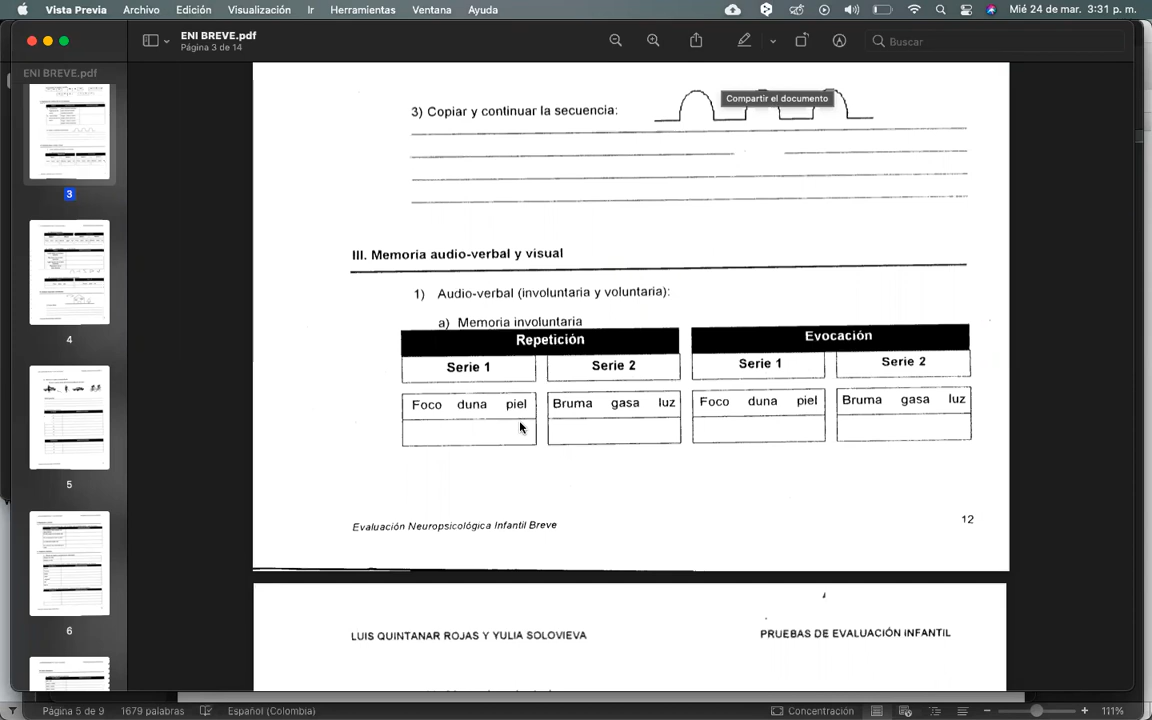 Vista Previa Archivo Edición Visualización Ir Herramientas Ventana Ayuda Mié 24 de mar. 3:31 p. m.
ENI BREVE.pdf
Página 3 de 14
Buscar
ENI BREVE.pdf
3
4
5
6
3) Copiar y continuar la secuencia:
Compartir el documento
III. Memoria audio-verbal y visual
1) Audio-verbal (involuntaria y voluntaria):
a) Memoria involuntaria
Repetición Evocación
Serie 1 Serie 2 Serie 1 Serie 2
Foco duna piel Bruma gasa luz Foco duna piel Bruma gasa luz
Evaluación Neuropsicológica Infantil Breve 12
LUIS QUINTANAR ROJAS Y YULIA SOLOVIEVA PRUEBAS DE EVALUACIÓN INFANTIL
Página 5 de 9 1679 palabras Español (Colombia) Concentración 111%